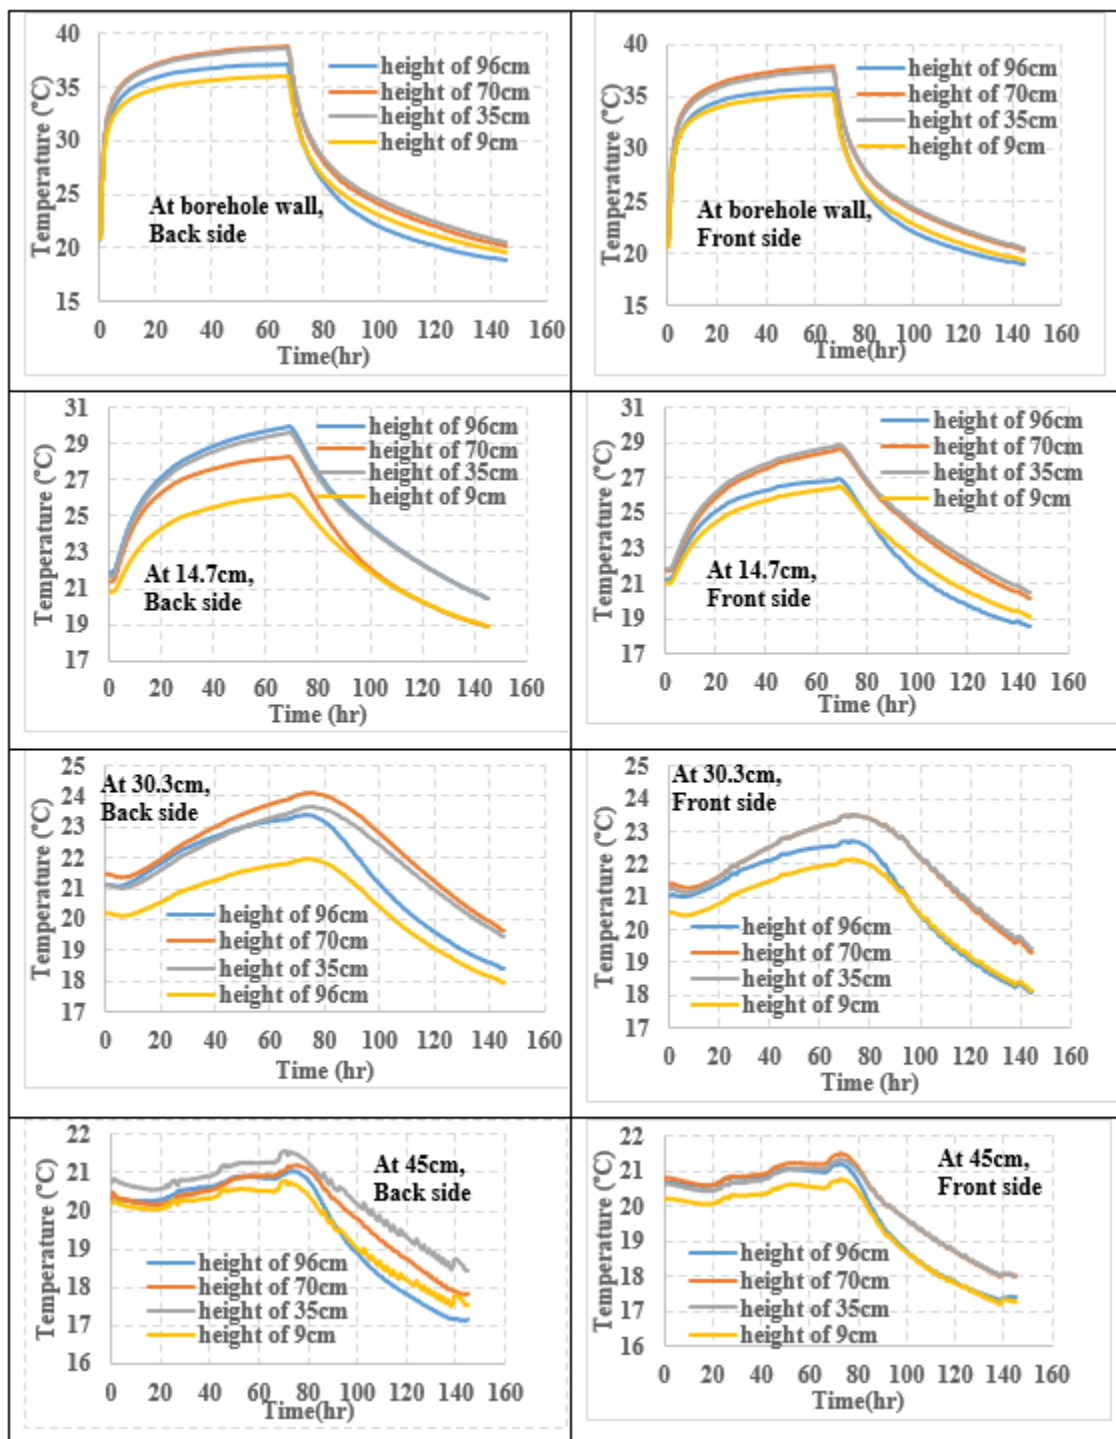 40
35
30
25
20
15
0 20 40 60 80 100 120 140 160
Temperature (°C)
Time(hr)
height of 96cm
height of 70cm
height of 35cm
height of 9cm
At borehole wall,
Back side
40
35
30
25
20
15
0 20 40 60 80 100 120 140 160
Temperature (°C)
Time(hr)
height of 96cm
height of 70cm
height of 35cm
height of 9cm
At borehole wall,
Front side
31
29
27
25
23
21
19
17
0 20 40 60 80 100 120 140 160
Temperature (°C)
Time (hr)
height of 96cm
height of 70cm
height of 35cm
height of 9cm
At 14.7cm,
Back side
31
29
27
25
23
21
19
17
0 20 40 60 80 100 120 140 160
Temperature (°C)
Time (hr)
height of 96cm
height of 70cm
height of 35cm
height of 9cm
At 14.7cm,
Front side
25
24
23
22
21
20
19
18
17
0 20 40 60 80 100 120 140 160
Temperature (°C)
Time (hr)
At 30.3cm,
Back side
height of 96cm
height of 70cm
height of 35cm
height of 96cm
25
24
23
22
21
20
19
18
17
0 20 40 60 80 100 120 140 160
Temperature (°C)
Time (hr)
At 30.3cm,
Front side
height of 96cm
height of 70cm
height of 35cm
height of 9cm
22
21
20
19
18
17
16
0 20 40 60 80 100 120 140 160
Temperature (°C)
Time(hr)
At 45cm,
Back side
height of 96cm
height of 70cm
height of 35cm
height of 9cm
22
21
20
19
18
17
16
0 20 40 60 80 100 120 140 160
Temperature (°C)
Time(hr)
At 45cm,
Front side
height of 96cm
height of 70cm
height of 35cm
height of 9cm